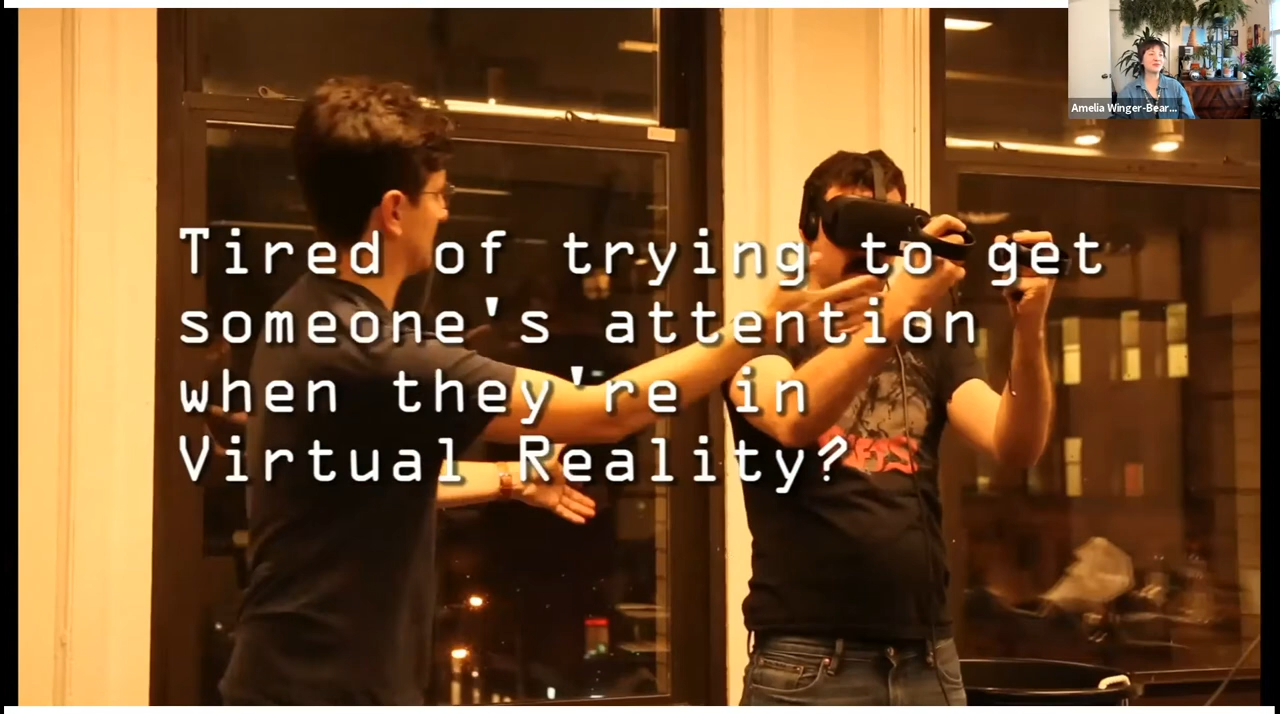 Amelia Winger-Bear...
Tired of trying to get
someone's attention
when they're in
Virtual Reality?